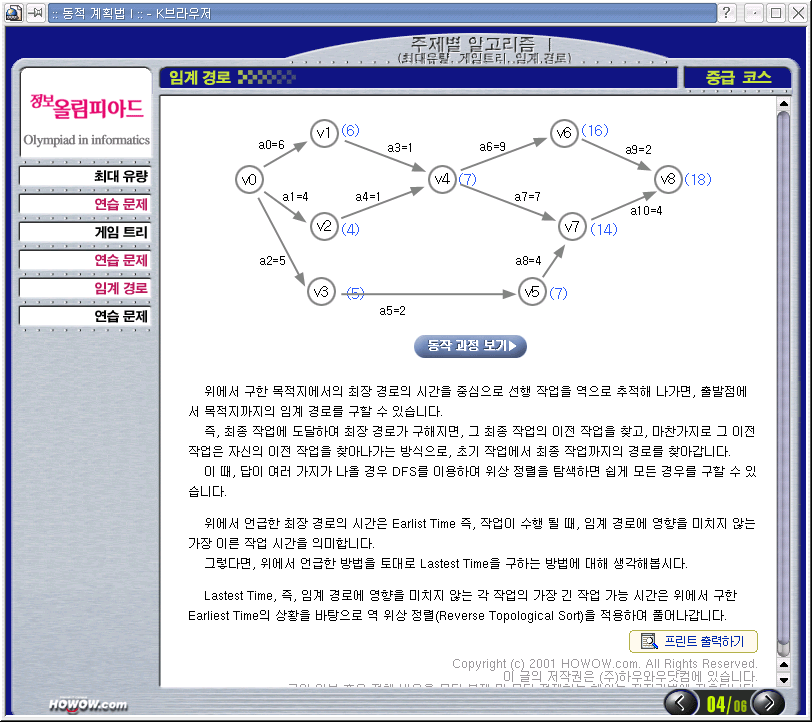 :: 동적 계획법 I :: - K브라우저
주제별 알고리즘 I
(최대유량, 게임트리, 임계,경로)
임계 경로
중급 코스
정보올림피아드
Olympiad in informatics
최대 유량
연습 문제
게임 트리
연습 문제
임계 경로
연습 문제
v1 (6)
v6 (16)
a0=6
a3=1
a6=9
a9=2
v0
v4 (7)
v8 (18)
a1=4
a4=1
a7=7
a10=4
v2 (4)
v7 (14)
a2=5
a8=4
v3 (5)
v5 (7)
a5=2
동작 과정 보기
위에서 구한 목적지에서의 최장 경로의 시간을 중심으로 선행 작업을 역으로 추적해 나가면, 출발점에
서 목적지까지의 임계 경로를 구할 수 있습니다.
즉, 최종 작업에 도달하며 최장 경로가 구해지면, 그 최종 작업의 이전 작업을 찾고, 마찬가지로 그 이전
작업은 자신의 이전 작업을 찾아나가는 방식으로, 초기 작업에서 최종 작업까지의 경로를 찾아갑니다.
이 때, 답이 여러 가지가 나올 경우 DFS를 이용하여 위상 정렬을 탐색하면 쉽게 모든 경우를 구할 수 있
습니다.
위에서 언급한 최장 경로의 시간은 Earlist Time 즉, 작업이 수행 될 때, 임계 경로에 영향을 미치지 않는
가장 이른 작업 시간을 의미합니다.
그렇다면, 위에서 언급한 방법을 토대로 Lastest Time을 구하는 방법에 대해 생각해봅시다.
Lastest Time, 즉, 임계 경로에 영향을 미치지 않는 각 작업의 가장 긴 작업 가능 시간은 위에서 구한
Earliest Time의 상황을 바탕으로 역 위상 정렬(Reverse Topological Sort)을 적용하여 풀어나갑니다.
프린트 출력하기
Copyright (c) 2001 HOWOW.com. All Rights Reserved.
이 글의 저작권은 (주)하우와우닷컴에 있습니다.
HOWOW.com
04/06